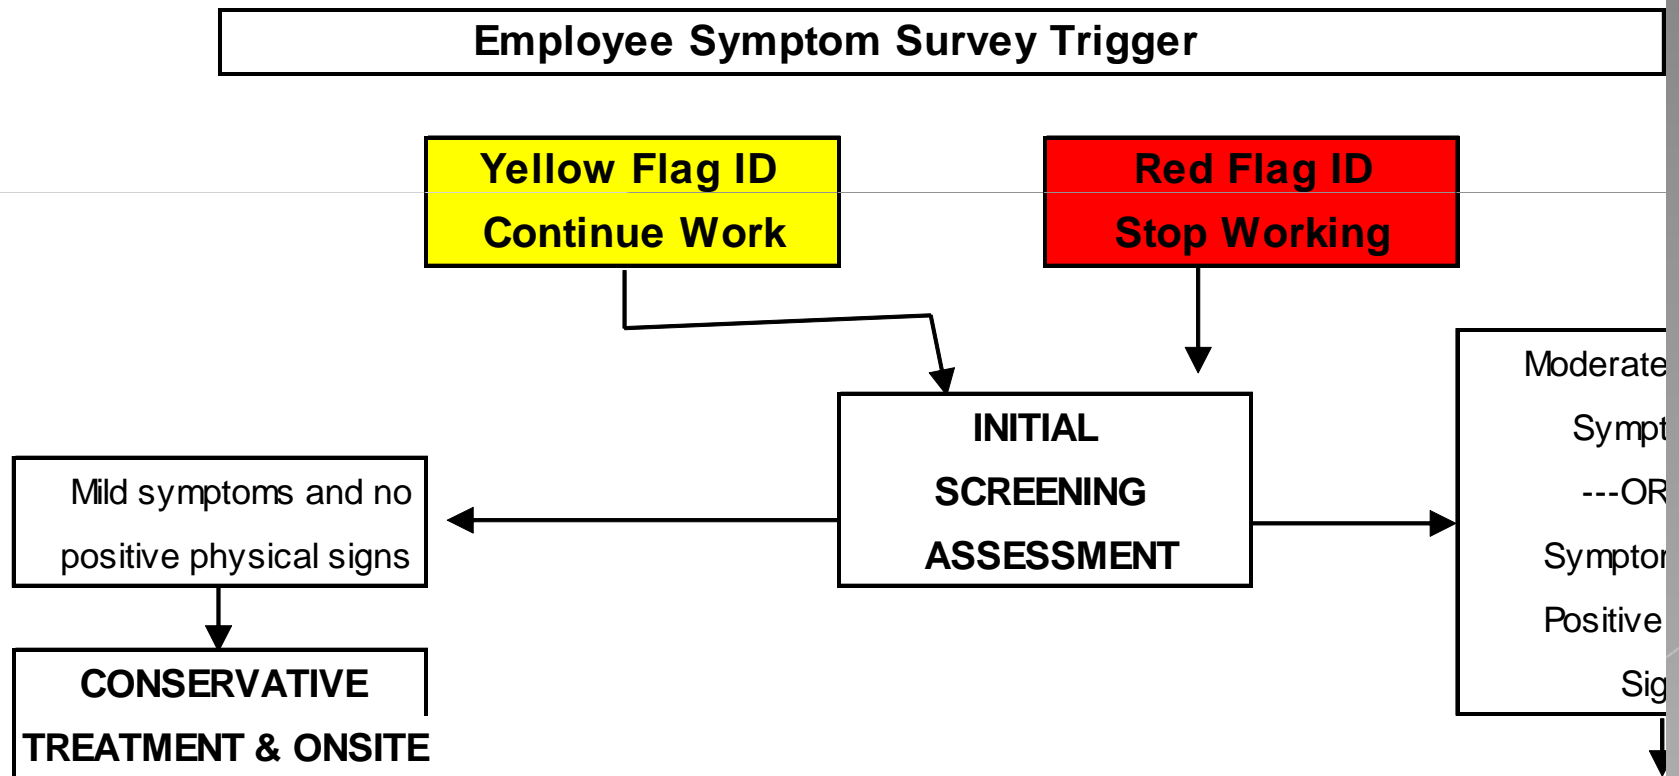 Employee Symptom Survey Trigger
Yellow Flag ID
Continue Work
Red Flag ID
Stop Working
INITIAL
SCREENING
ASSESSMENT
Mild symptoms and no
positive physical signs
CONSERVATIVE
TREATMENT & ONSITE
Moderate
---OR
Positive